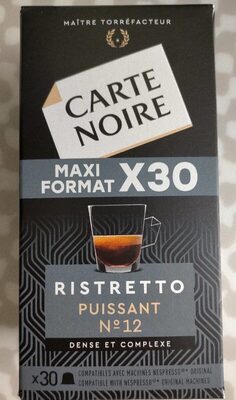 MAÎTRE TORRÉFACTEUR
CARTE
NOIRE
MAXI
FORMAT X30
RISTRETTO
PUISSANT
Nº12
DENSE ET COMPLEXE
x30
COMPATIBLES AVEC MACHINES NESPRESSO®* ORIGINAL
COMPATIBLE WITH NESPRESSO®* ORIGINAL MACHINES